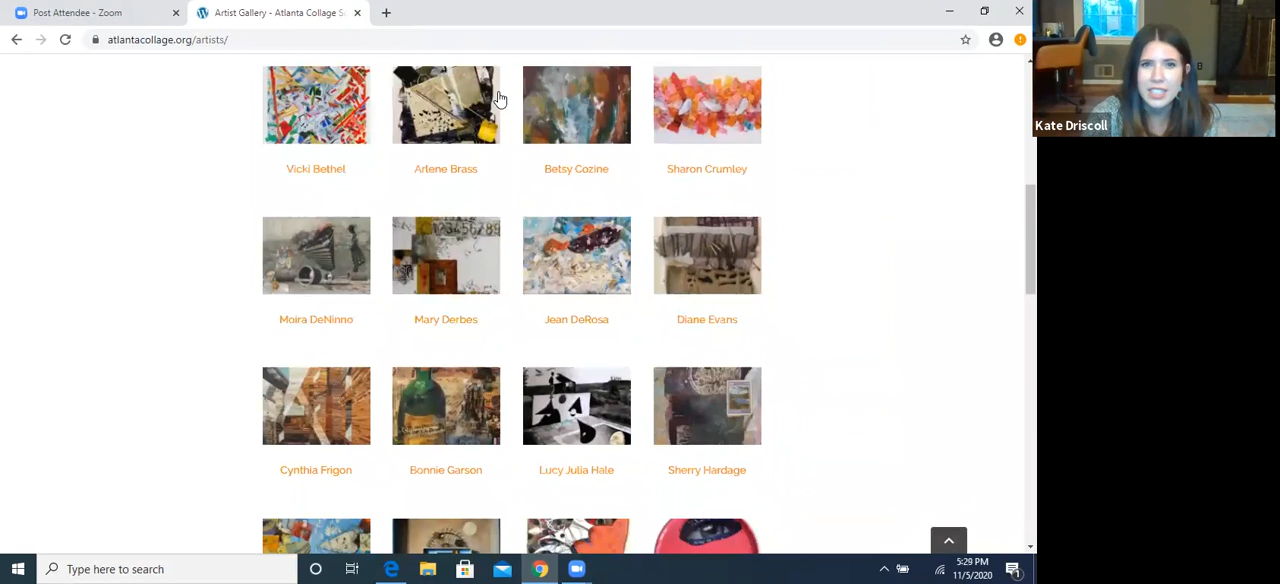 Post Attendee - Zoom
Artist Gallery - Atlanta Collage S
atlantacollage.org/artists/
Kate Driscoll
Vicki Bethel
Arlene Brass
Betsy Cozine
Sharon Crumley
123456789
Moira DeNinno
Mary Derbes
Jean DeRosa
Diane Evans
Cynthia Frigon
Bonnie Garson
Lucy Julia Hale
Sherry Hardage
Type here to search
5:29 PM
11/5/2020
1